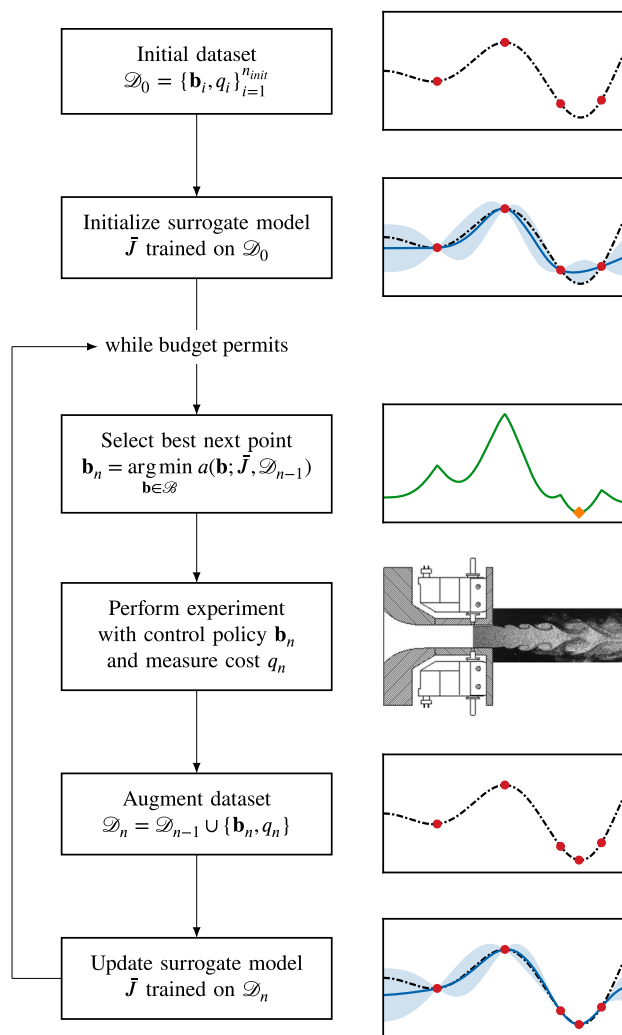 Initial dataset
𝒟₀ = {𝐛ᵢ, qᵢ}ᵢ₌₁ⁿⁱⁿⁱᵗ
Initialize surrogate model
J̄ trained on 𝒟₀
while budget permits
Select best next point
𝐛ₙ = arg min a(𝐛; J̄, 𝒟ₙ₋₁)
𝐛∈ℬ
Perform experiment
with control policy 𝐛ₙ
and measure cost qₙ
Augment dataset
𝒟ₙ = 𝒟ₙ₋₁ ∪ {𝐛ₙ, qₙ}
Update surrogate model
J̄ trained on 𝒟ₙ